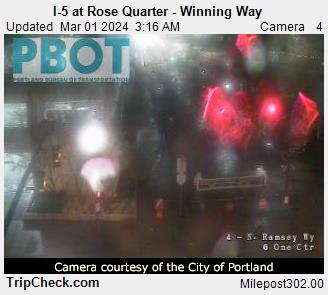 I-5 at Rose Quarter - Winning Way
Updated Mar 01 2024 3:16 AM Camera 4
PBOT
PORTLAND BUREAU OF TRANSPORTATION
4 - N. Ramsey Wy
@ One Ctr
Camera courtesy of the City of Portland
TripCheck.com Milepost302.00